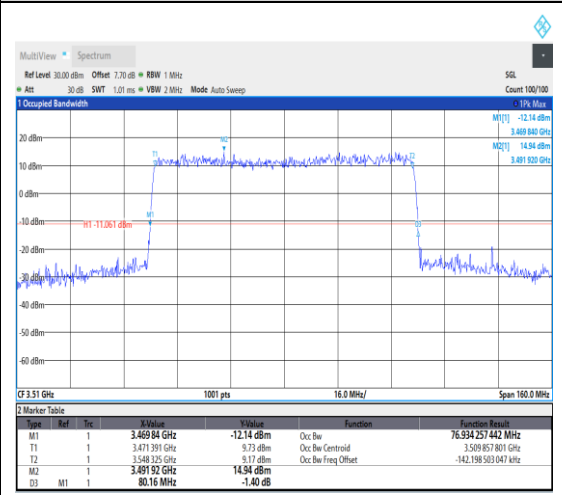 MultiView Spectrum
Ref Level 30.00 dBm Offset 7.70 dB RBW 1 MHz SGL
Att 30 dB SWT 1.01 ms VBW 2 MHz Mode Auto Sweep Count 100/100
1 Occupied Bandwidth 1Pk Max
M1[1] -12.14 dBm
3.469 840 GHz
M2[1] 14.94 dBm
3.491 920 GHz
20 dBm
M2
T1
T2
10 dBm
0 dBm
M1
-10 dBm
H1 -11.061 dBm
D3
-20 dBm
-30 dBm
-40 dBm
-50 dBm
-60 dBm
CF 3.51 GHz 1001 pts 16.0 MHz/ Span 160.0 MHz
2 Marker Table
Type Ref Trc X-Value Y-Value Function Function Result
M1 1 3.469 84 GHz -12.14 dBm Occ Bw 76.934 257 442 MHz
T1 1 3.471 391 GHz 9.73 dBm Occ Bw Centroid 3.509 857 801 GHz
T2 1 3.548 325 GHz 9.17 dBm Occ Bw Freq Offset -142.198 503 047 kHz
M2 1 3.491 92 GHz 14.94 dBm
D3 M1 1 80.16 MHz -1.40 dB